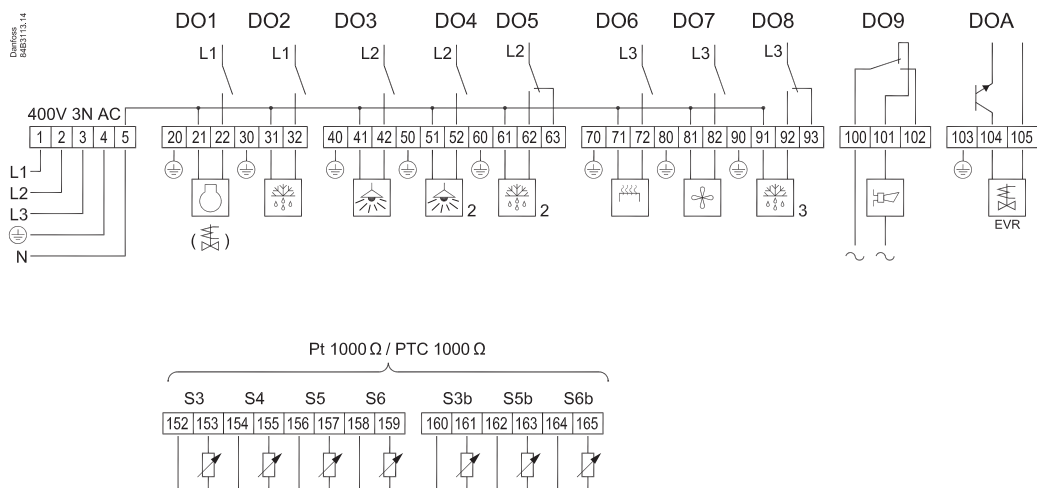 Danfoss
84B3113.14
DO1 DO2 DO3 DO4 DO5 DO6 DO7 DO8 DO9 DOA
L1 L1 L2 L2 L2 L3 L3 L3
400V 3N AC
1 2 3 4 5 20 21 22 30 31 32 40 41 42 50 51 52 60 61 62 63 70 71 72 80 81 82 90 91 92 93 100 101 102 103 104 105
L1
L2
L3
N
2 2 3
EVR
( )
Pt 1000 Ω / PTC 1000 Ω
S3 S4 S5 S6 S3b S5b S6b
152 153 154 155 156 157 158 159 160 161 162 163 164 165